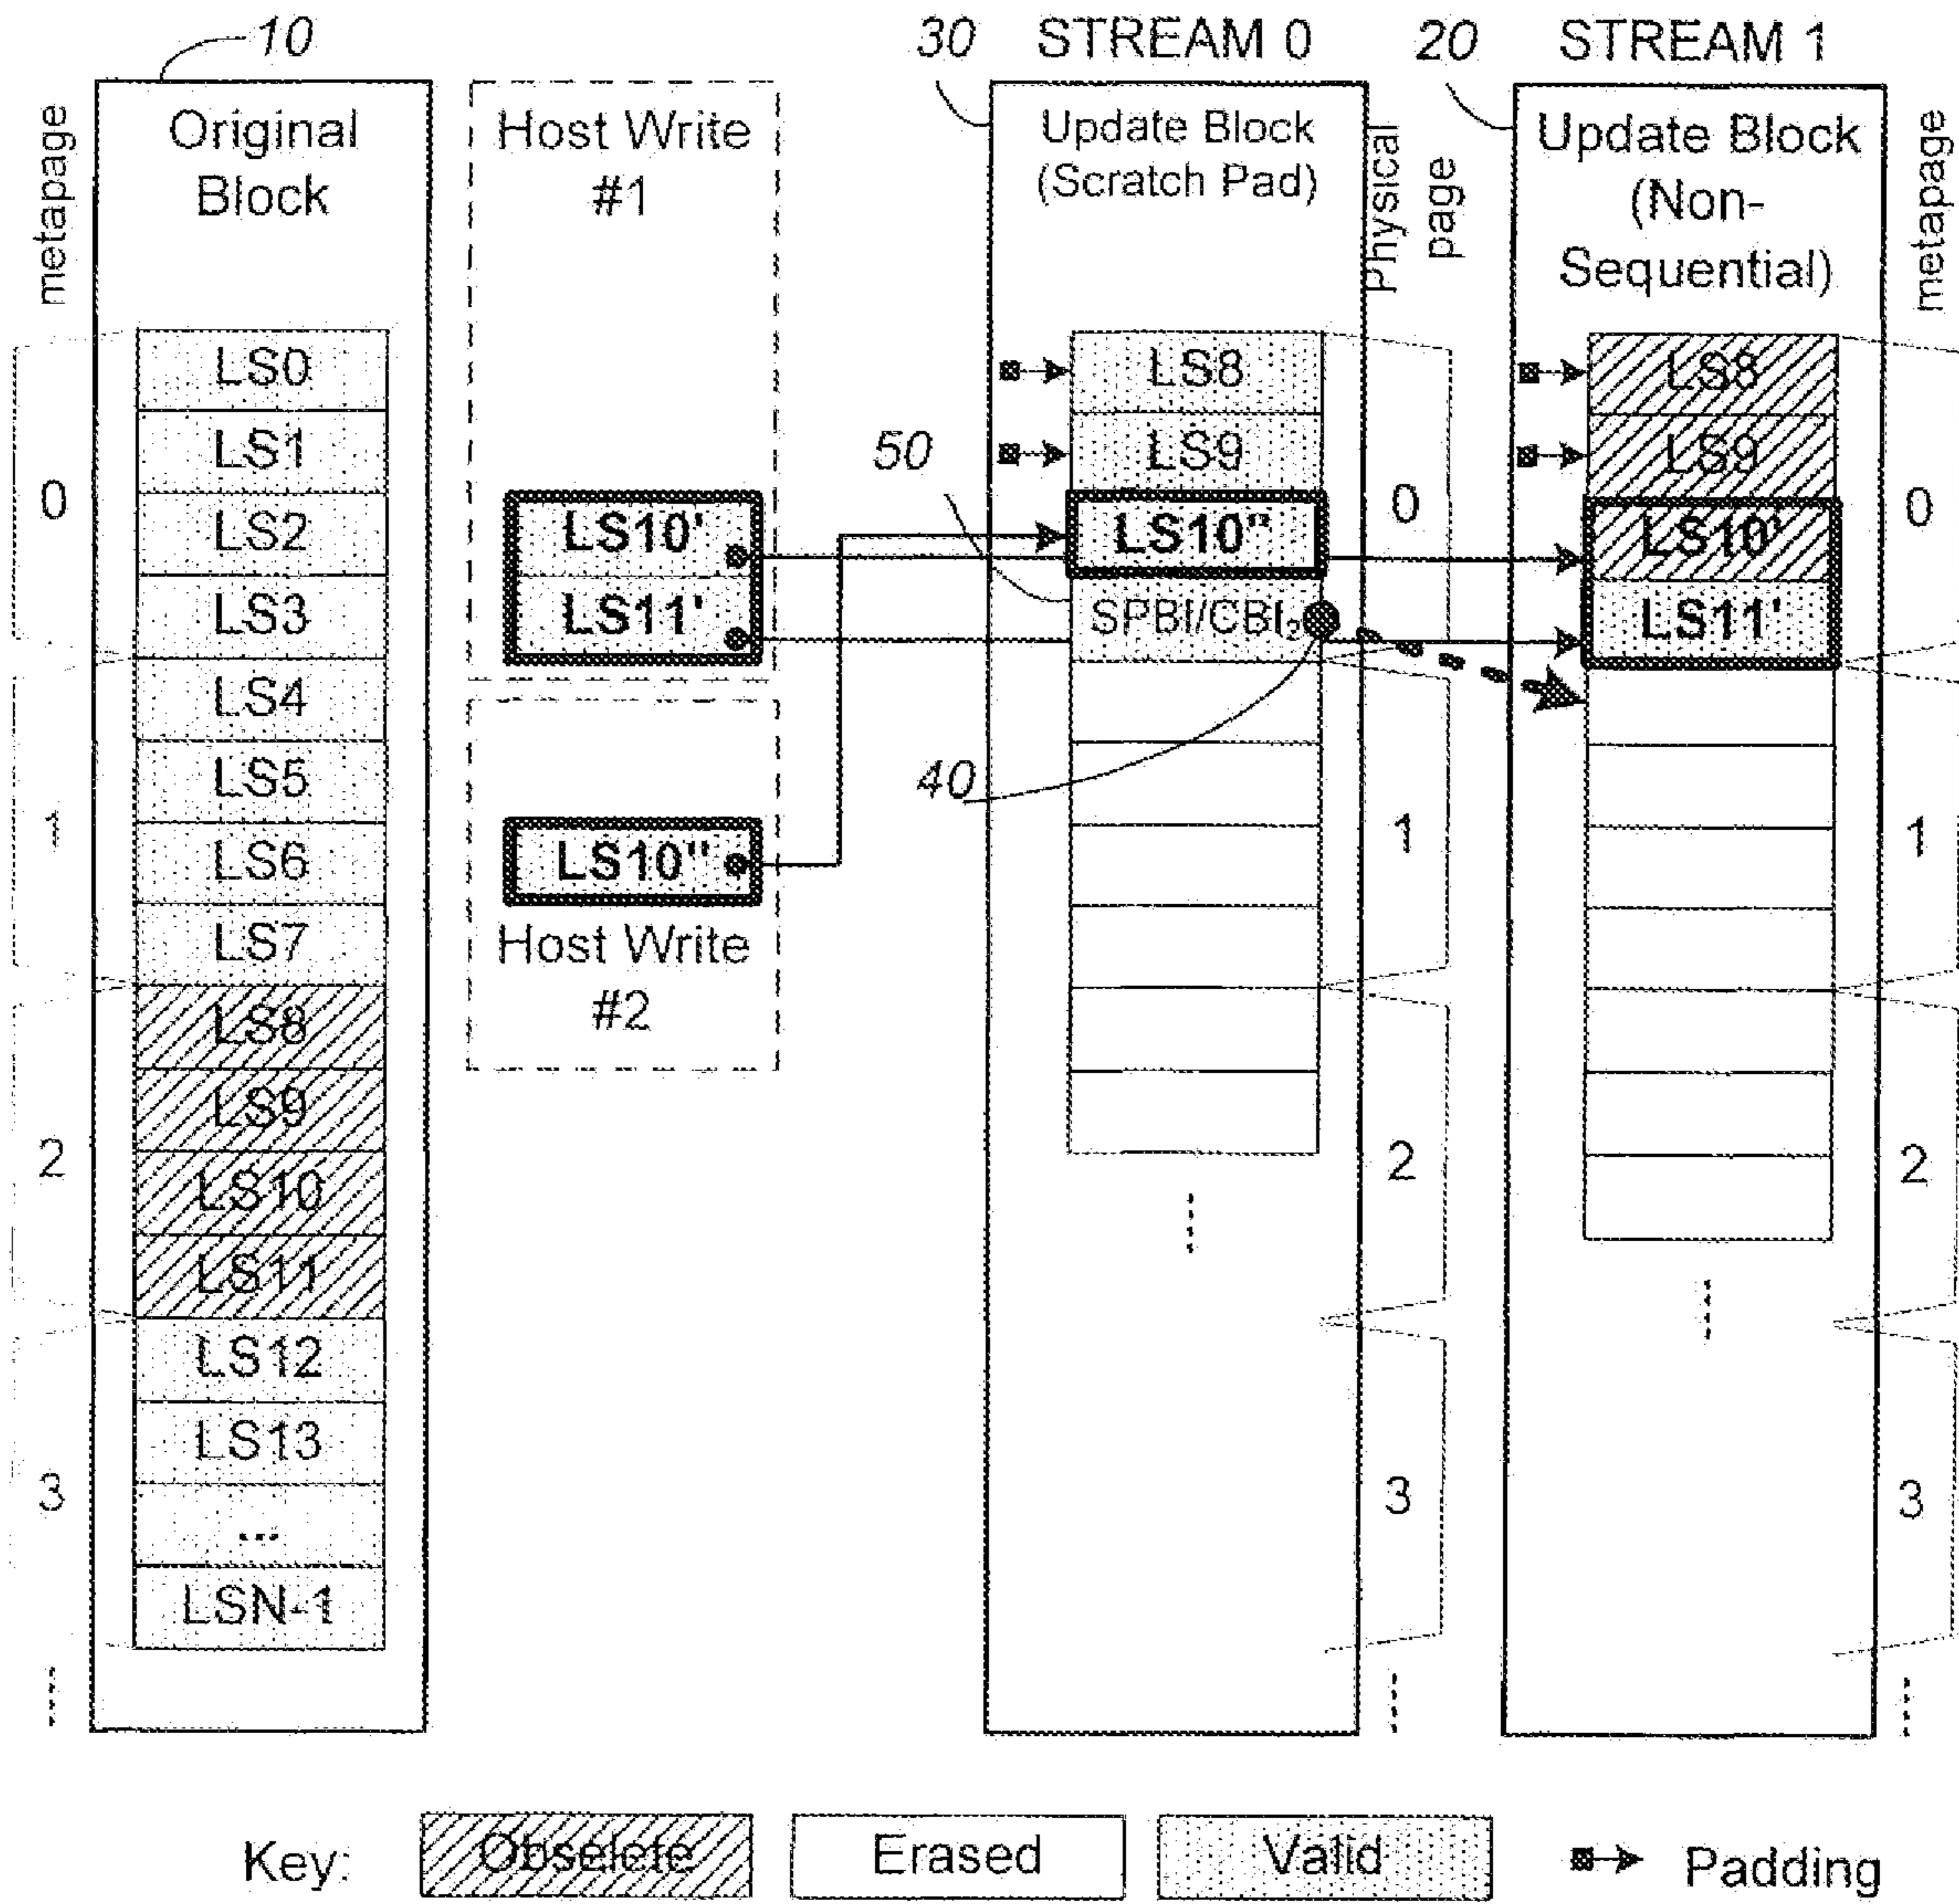 10
metapage
Original
Block
LS0
LS1
LS2
LS3
LS4
LS5
LS6
LS7
LS8
LS9
LS10
LS11
LS12
LS13
...
LSN-1
0
1
2
3
Host Write
#1
LS10'
LS11'
LS10"
Host Write
#2
30
STREAM 0
Update Block
(Scratch Pad)
Physical
page
LS8
LS9
50
LS10"
SPBI/CBI₂
40
0
1
2
3
20
STREAM 1
Update Block
(Non-
Sequential)
metapage
LS8
LS9
LS10'
LS11'
0
1
2
3
Key:
Obselete
Erased
Valid
Padding